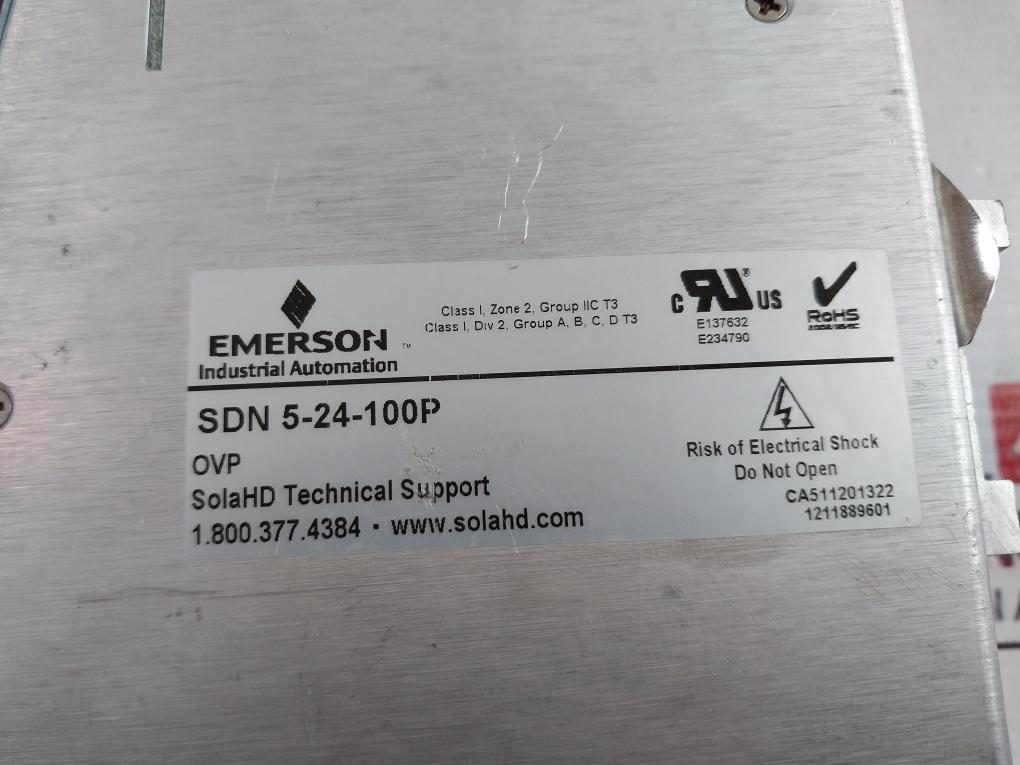 EMERSON ™
Industrial Automation
Class I, Zone 2, Group IIC T3
Class I, Div 2, Group A, B, C, D T3
C RU ® US
E137632
E234790
RoHS
SDN 5-24-100P
OVP
SolaHD Technical Support
1.800.377.4384 · www.solahd.com
Risk of Electrical Shock
Do Not Open
CA511201322
1211889601